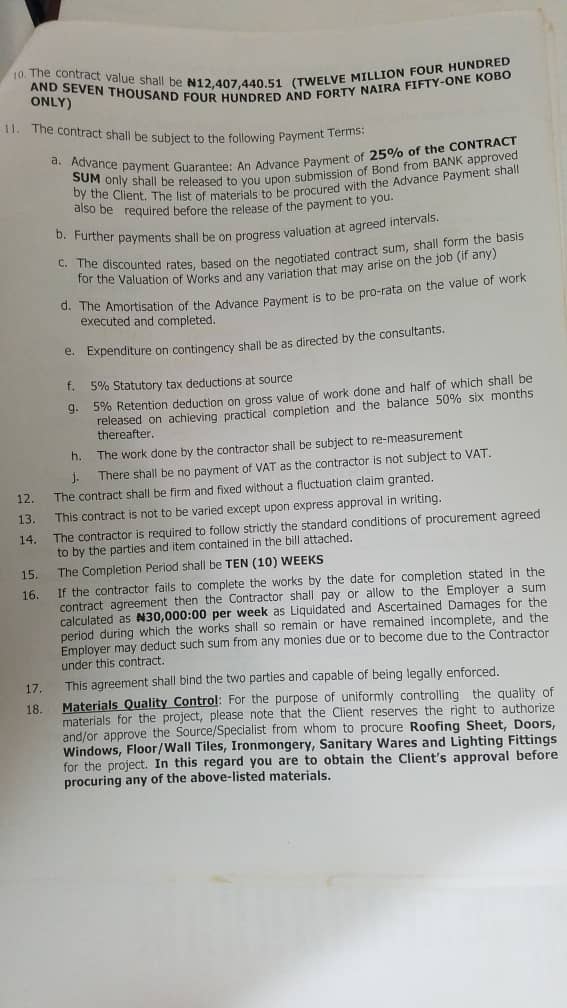 10. The contract value shall be ₦12,407,440.51 (TWELVE MILLION FOUR HUNDRED
AND SEVEN THOUSAND FOUR HUNDRED AND FORTY NAIRA FIFTY-ONE KOBO
ONLY)
11. The contract shall be subject to the following Payment Terms:
a. Advance payment Guarantee: An Advance Payment of 25% of the CONTRACT
SUM only shall be released to you upon submission of Bond from BANK approved
by the Client. The list of materials to be procured with the Advance Payment shall
also be required before the release of the payment to you.
b. Further payments shall be on progress valuation at agreed intervals.
c. The discounted rates, based on the negotiated contract sum, shall form the basis
for the Valuation of Works and any variation that may arise on the job (if any)
d. The Amortisation of the Advance Payment is to be pro-rata on the value of work
executed and completed.
e. Expenditure on contingency shall be as directed by the consultants.
f. 5% Statutory tax deductions at source
g. 5% Retention deduction on gross value of work done and half of which shall be
released on achieving practical completion and the balance 50% six months
thereafter.
h. The work done by the contractor shall be subject to re-measurement
j. There shall be no payment of VAT as the contractor is not subject to VAT.
12. The contract shall be firm and fixed without a fluctuation claim granted.
13. This contract is not to be varied except upon express approval in writing.
14. The contractor is required to follow strictly the standard conditions of procurement agreed
to by the parties and item contained in the bill attached.
15. The Completion Period shall be TEN (10) WEEKS
16. If the contractor fails to complete the works by the date for completion stated in the
contract agreement then the Contractor shall pay or allow to the Employer a sum
calculated as ₦30,000:00 per week as Liquidated and Ascertained Damages for the
period during which the works shall so remain or have remained incomplete, and the
Employer may deduct such sum from any monies due or to become due to the Contractor
under this contract.
17. This agreement shall bind the two parties and capable of being legally enforced.
18. Materials Quality Control: For the purpose of uniformly controlling the quality of
materials for the project, please note that the Client reserves the right to authorize
and/or approve the Source/Specialist from whom to procure Roofing Sheet, Doors,
Windows, Floor/Wall Tiles, Ironmongery, Sanitary Wares and Lighting Fittings
for the project. In this regard you are to obtain the Client's approval before
procuring any of the above-listed materials.